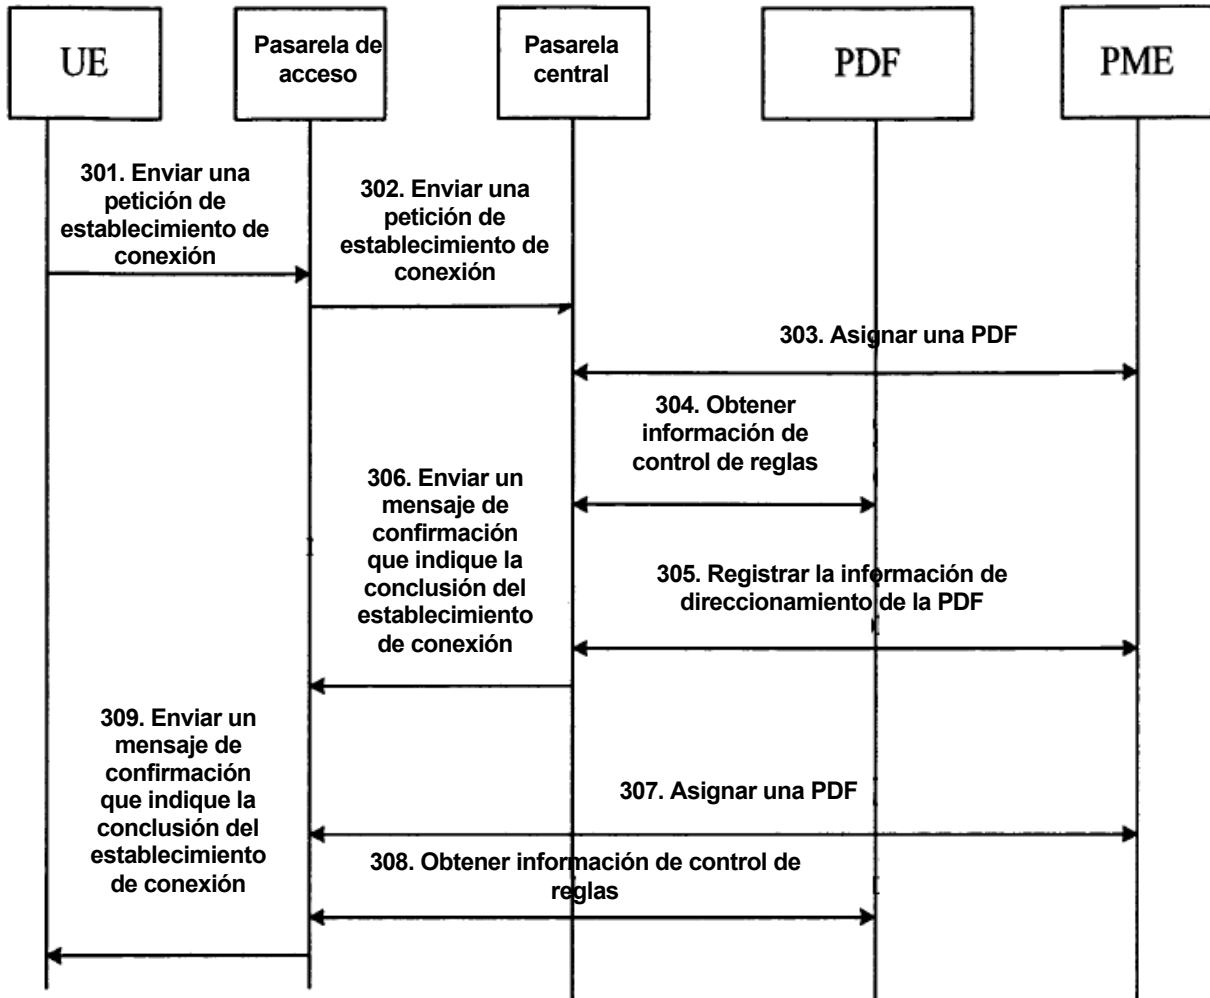 UE
Pasarela de
acceso
Pasarela
central
PDF
PME
301. Enviar una
petición de
establecimiento de
conexión
302. Enviar una
petición de
establecimiento de
conexión
303. Asignar una PDF
304. Obtener
información de
control de reglas
306. Enviar un
mensaje de
confirmación
que indique la
conclusión del
establecimiento
de conexión
305. Registrar la información de
direccionamiento de la PDF
309. Enviar un
mensaje de
confirmación
que indique la
conclusión del
establecimiento
de conexión
307. Asignar una PDF
308. Obtener información de control de
reglas